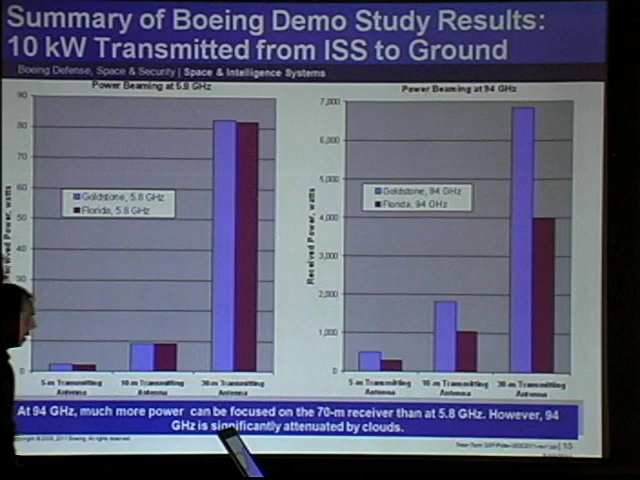 Summary of Boeing Demo Study Results:
10 kW Transmitted from ISS to Ground
Boeing Defense, Space & Security | Space & Intelligence Systems
Power Beaming at 5.8 GHz
90
80
70
60
50
40
30
0
Received Power, watts
Goldstone, 5.8 GHz
Florida, 5.8 GHz
5-m Transmitting Antenna
10-m Transmitting Antenna
30-m Transmitting Antenna
Power Beaming at 94 GHz
7,000
6,000
5,000
4,000
3,000
2,000
1,000
0
Received Power, watts
Goldstone, 94 GHz
Florida, 94 GHz
5-m Transmitting Antenna
10-m Transmitting Antenna
30-m Transmitting Antenna
At 94 GHz, much more power can be focused on the 70-m receiver than at 5.8 GHz. However, 94
GHz is significantly attenuated by clouds.
Boeing. All rights reserved.
15